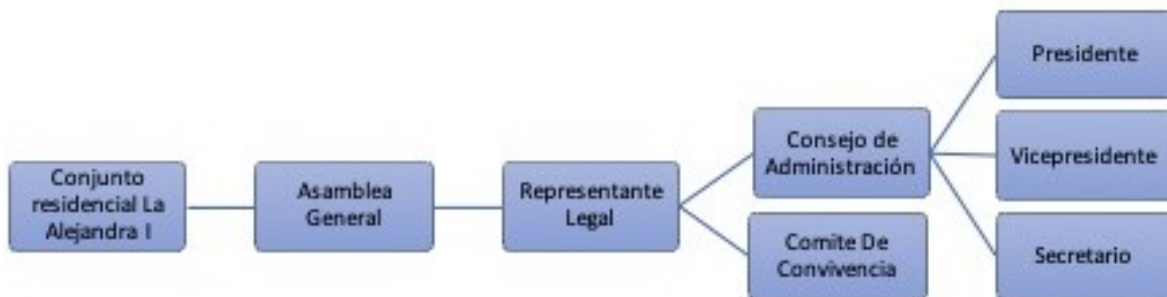 Conjunto
residencial La
Alejandra I
Asamblea
General
Representante
Legal
Consejo de
Administración
Comite De
Convivencia
Presidente
Vicepresidente
Secretario